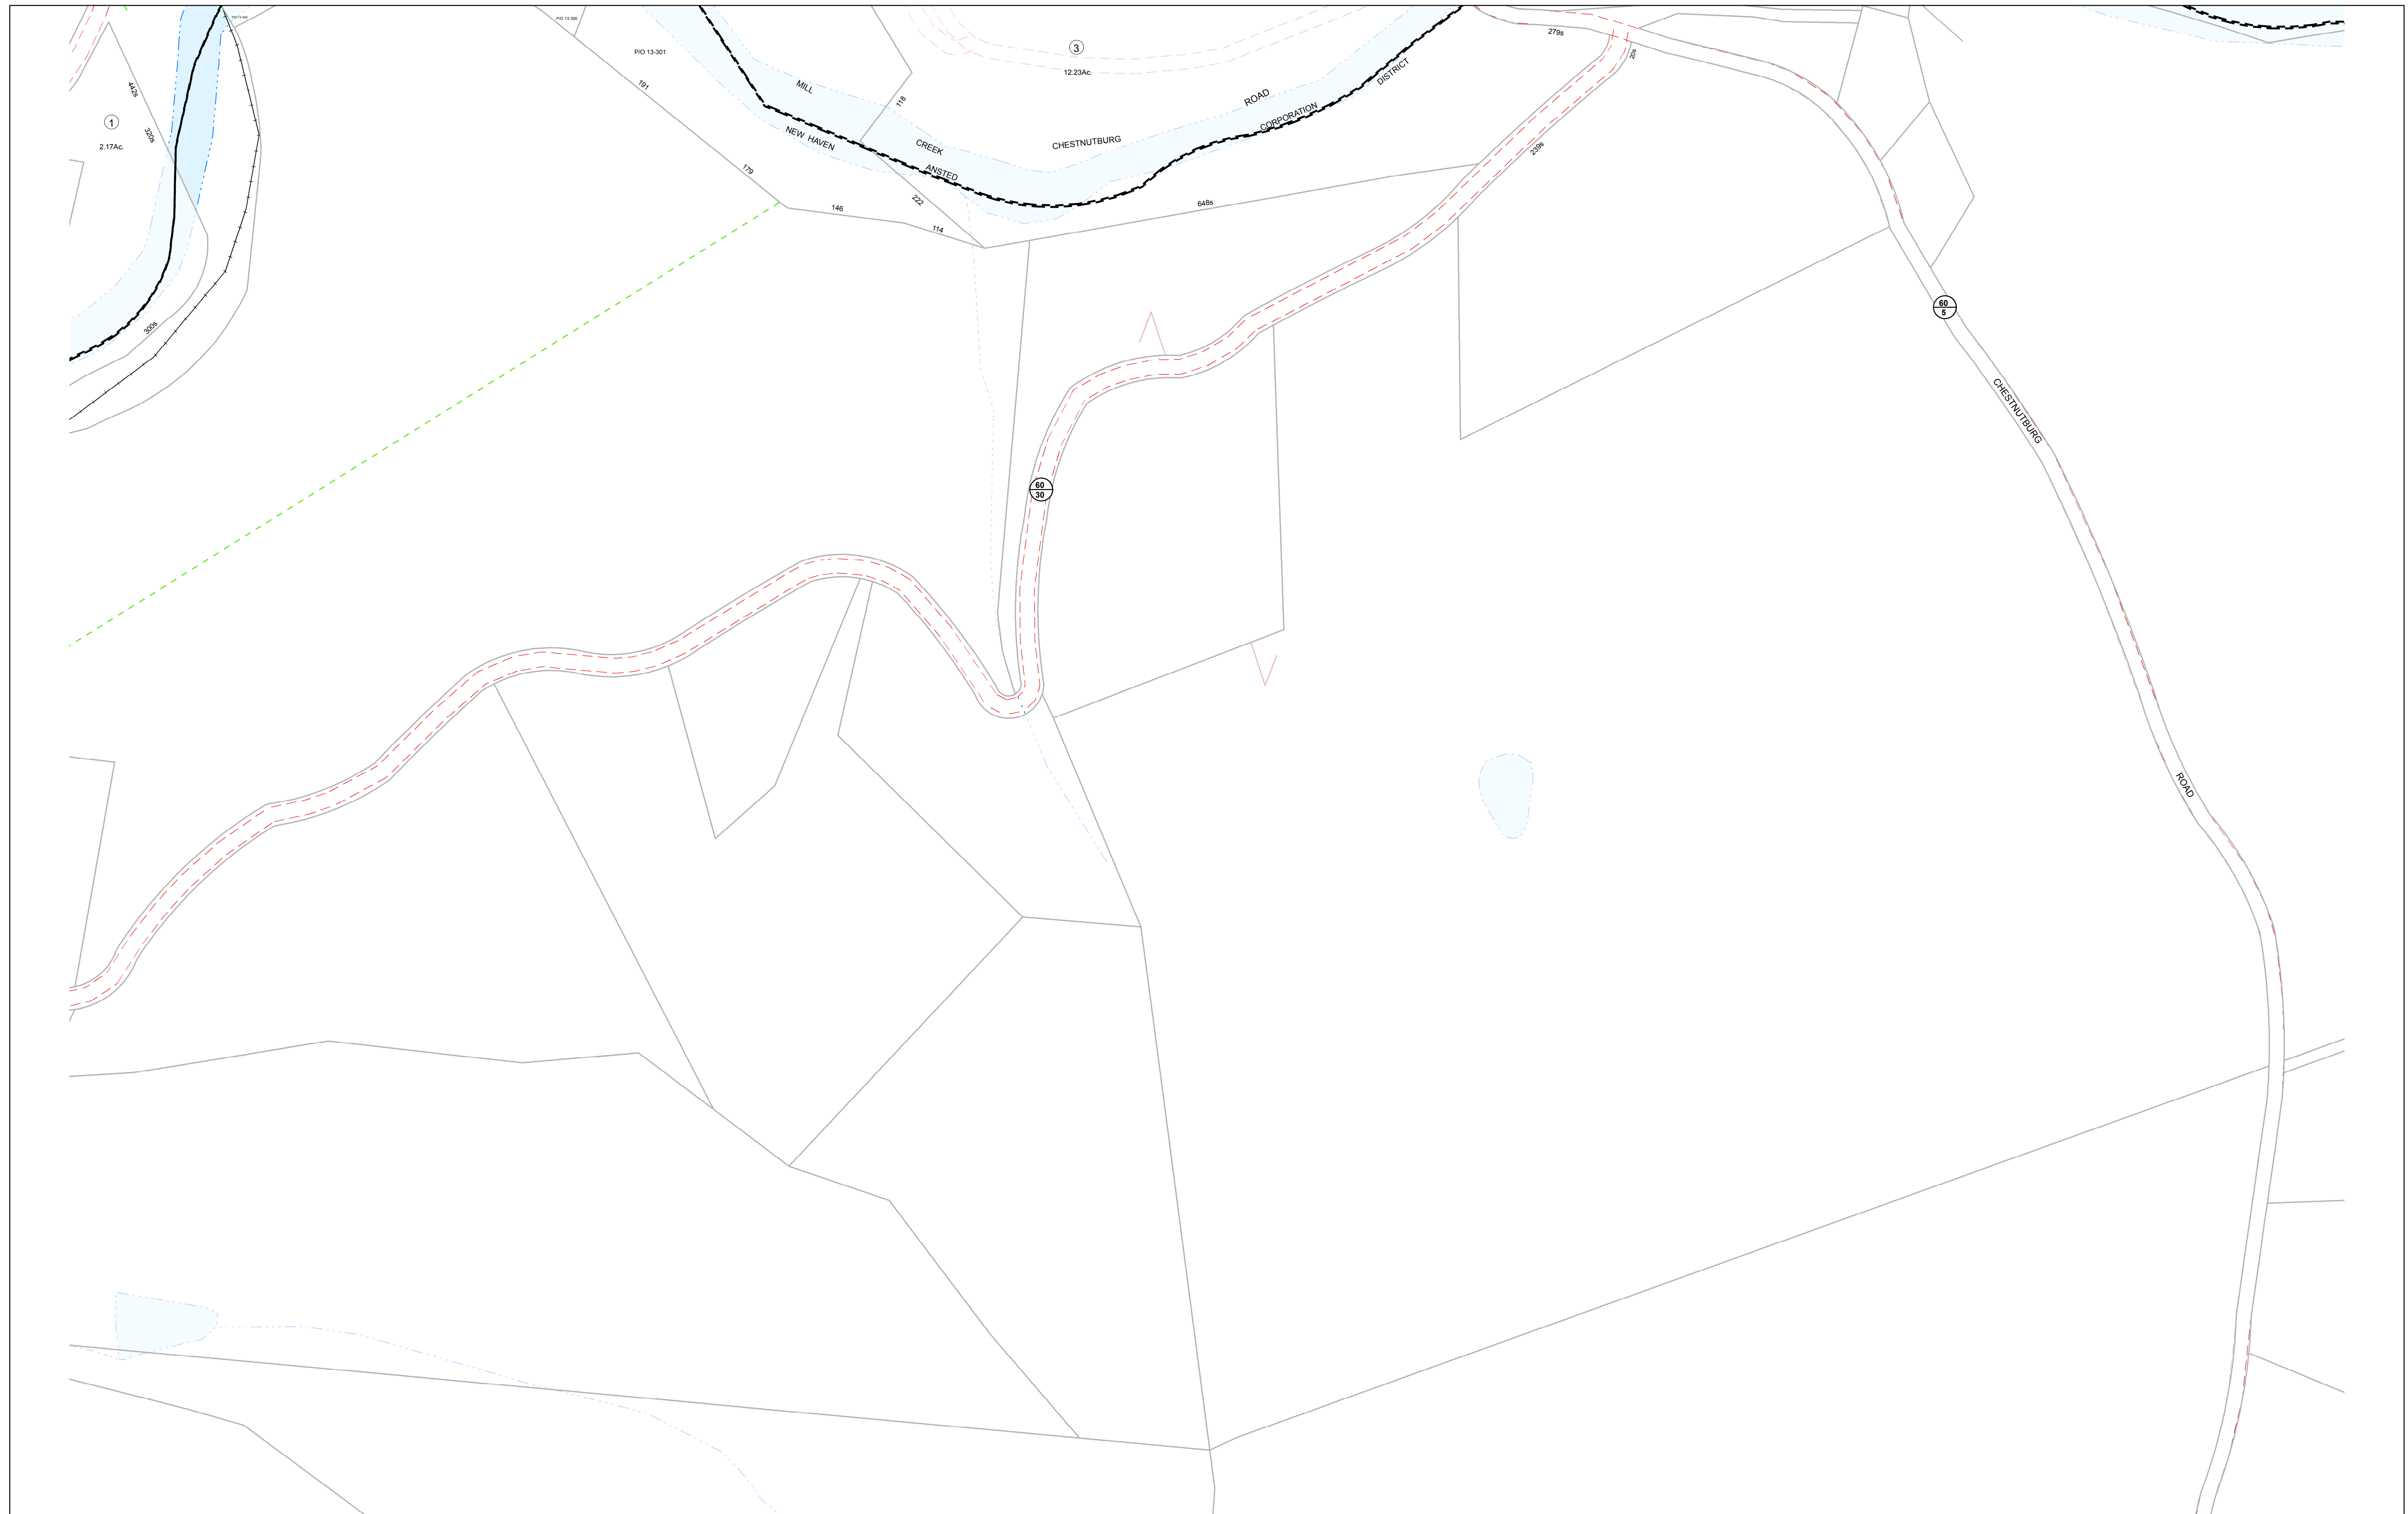 P/O 13-300
P/O 13-301
3
279s
12.23Ac.
20s
442s
191
MILL
118
ROAD
DISTRICT
1
320s
CORPORATION
2.17Ac.
NEW HAVEN
CREEK
CHESTNUTBURG
239s
179
ANSTED
146
222
648s
114
300s
60
5
CHESTNUTBURG
60
30
ROAD